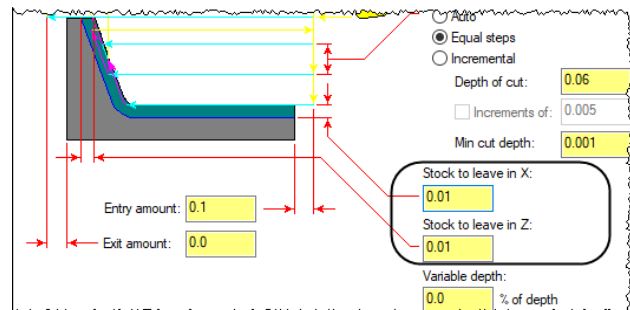 Auto
Equal steps
Incremental
Depth of cut: 0.06
Increments of: 0.005
Min cut depth: 0.001
Stock to leave in X:
0.01
Stock to leave in Z:
0.01
Entry amount: 0.1
Exit amount: 0.0
Variable depth:
0.0 % of depth